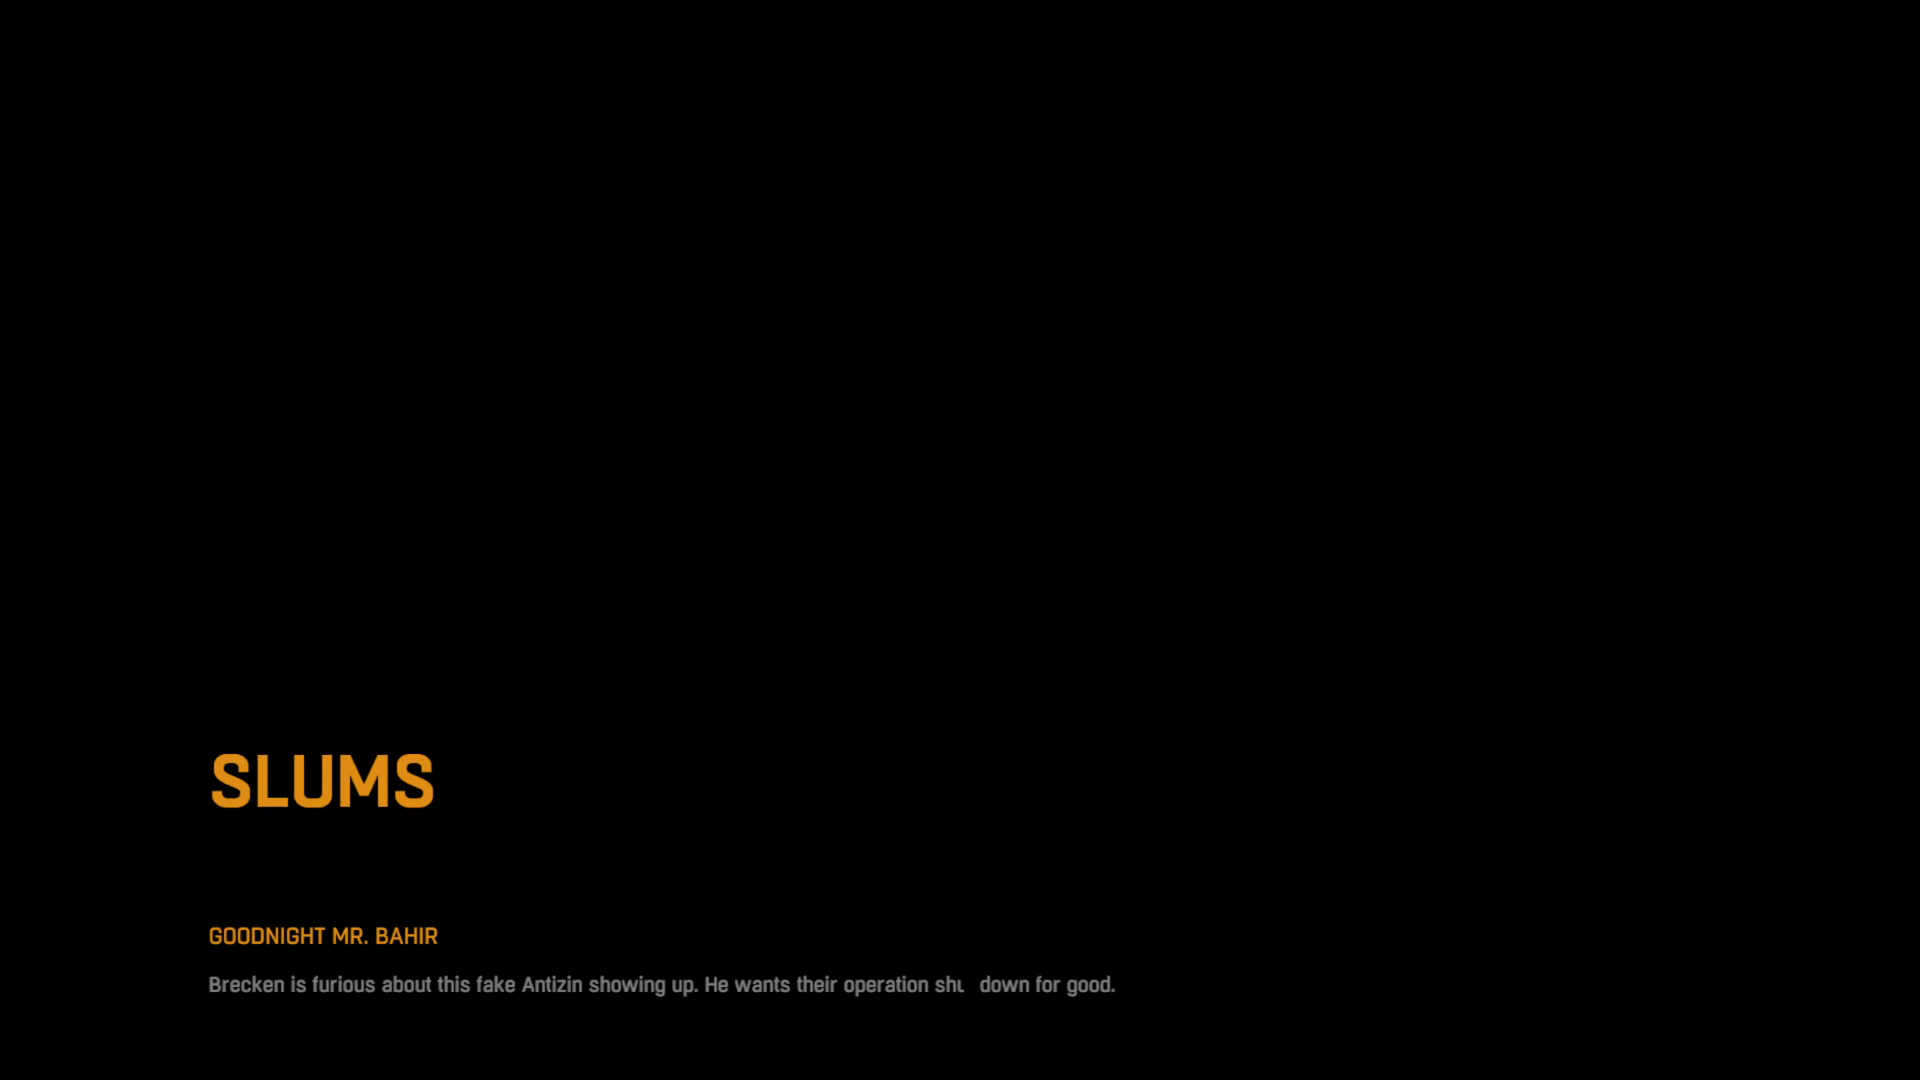 SLUMS
GOODNIGHT MR. BAHIR
Brecken is furious about this fake Antizin showing up. He wants their operation down for good.